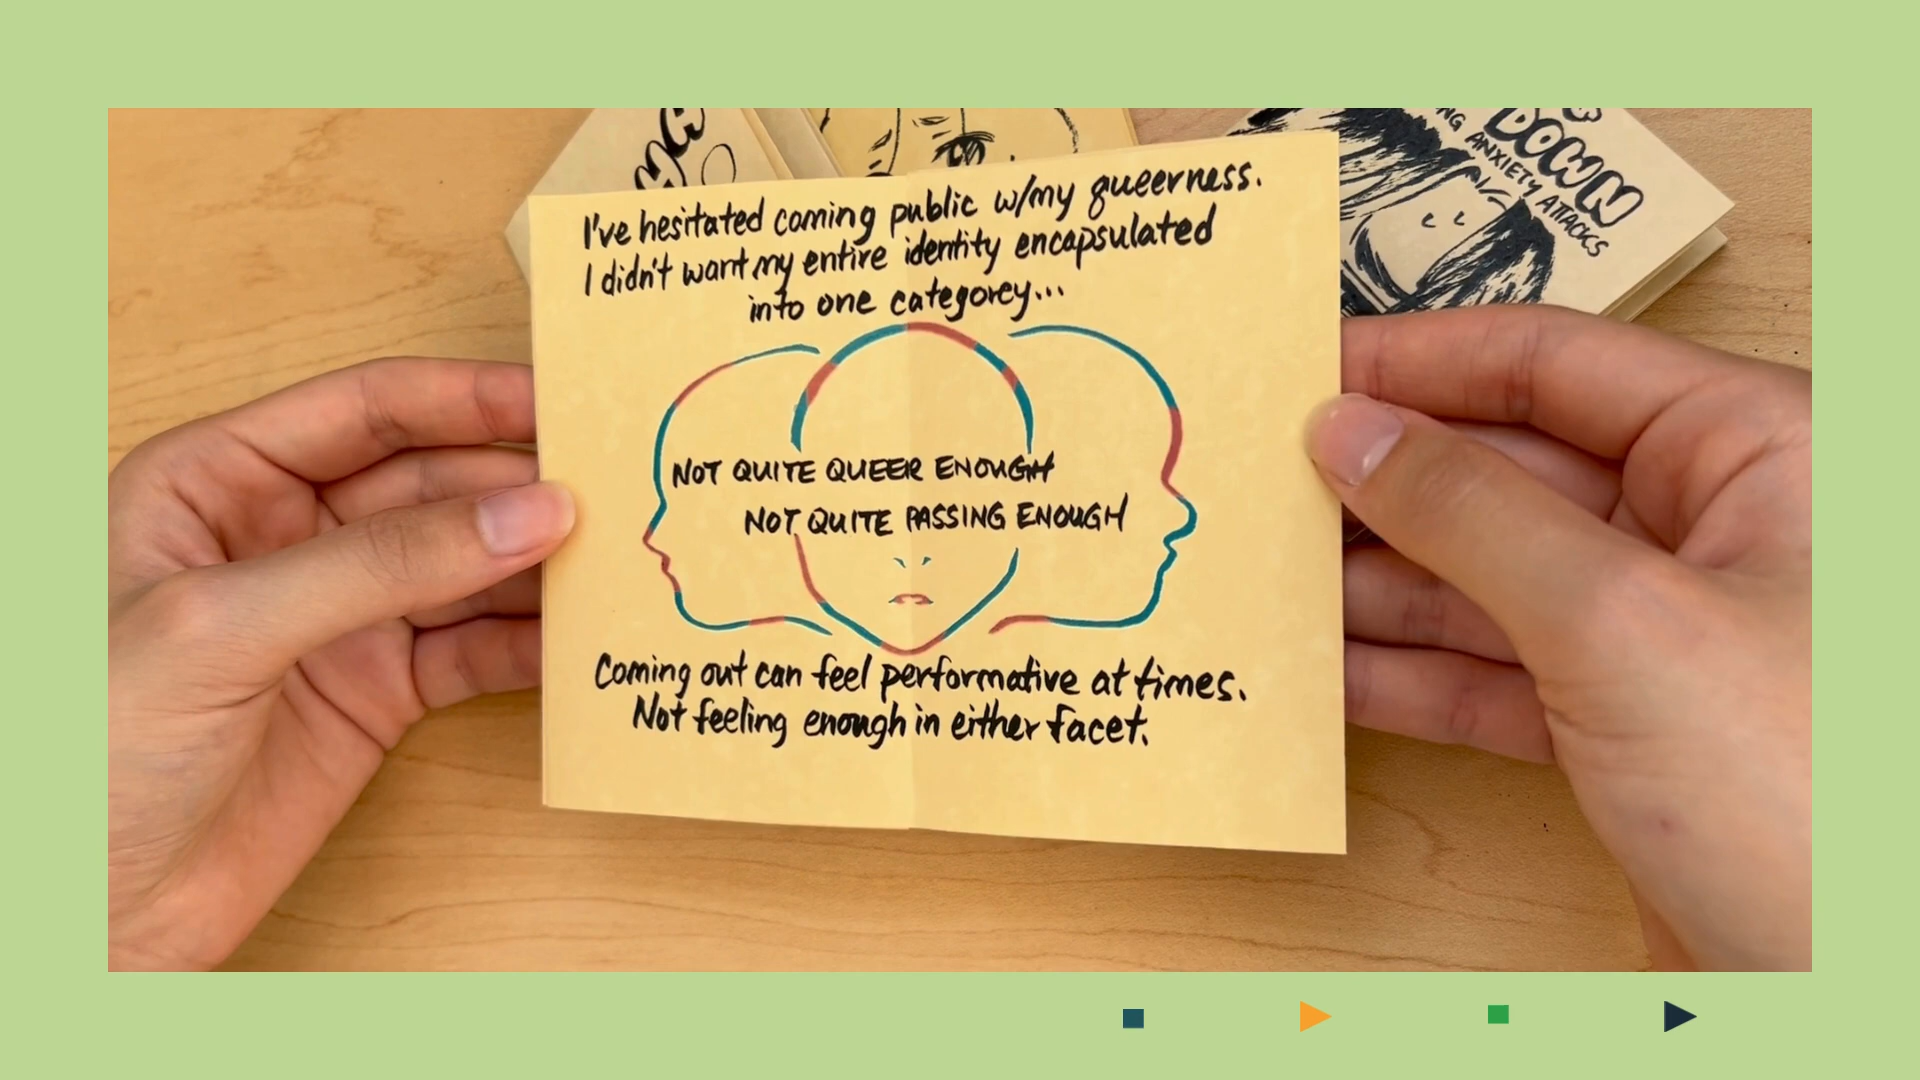 I've hesitated coming public w/my queerness.
I didn't want my entire identity encapsulated
into one categorey...
NOT QUITE QUEER ENOUGH
NOT QUITE PASSING ENOUGH
Coming out can feel performative at times.
Not feeling enough in either facet.
DOWN
ANXIETY ATTACKS